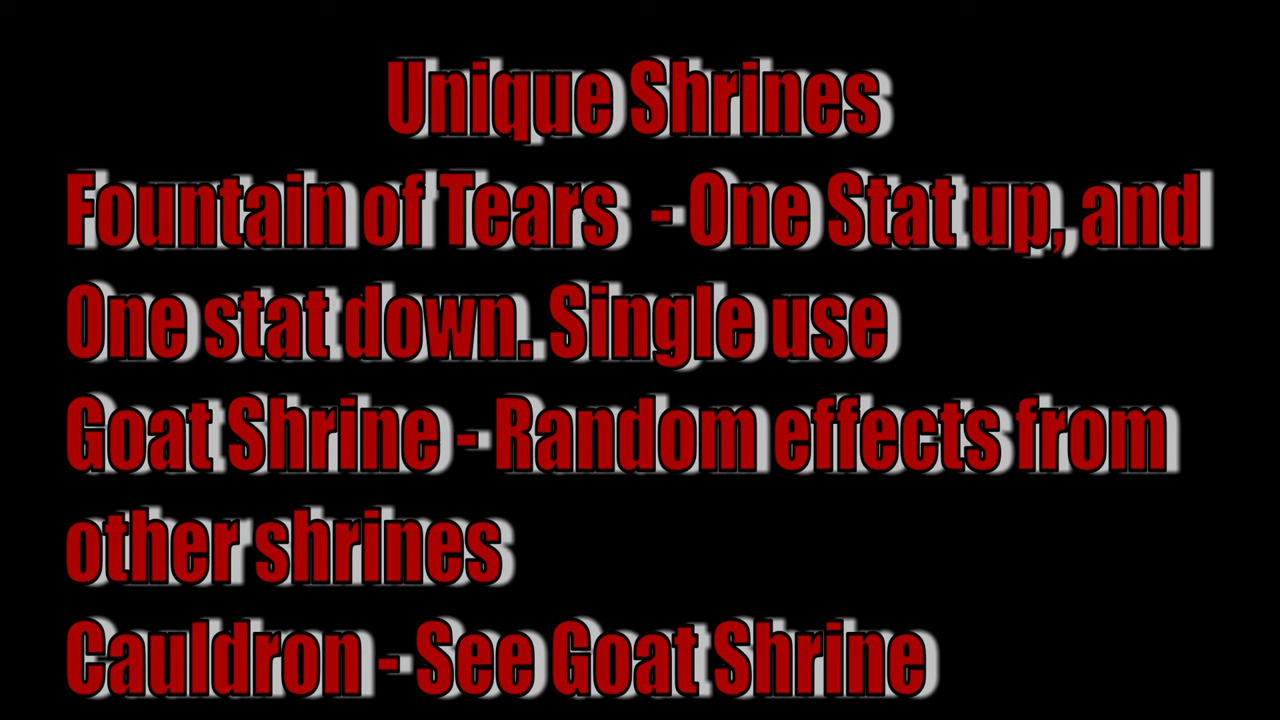 Unique Shrines
Fountain of Tears  - One Stat up, and
One stat down. Single use
Goat Shrine - Random effects from
other shrines
Cauldron - See Goat Shrine